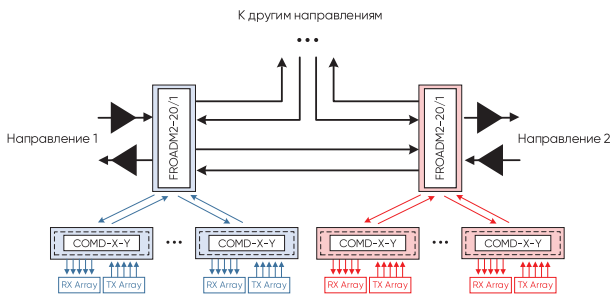 К другим направлениям
FROADM2-20/1
FROADM2-20/1
Направление 1
Направление 2
COMD-X-Y
COMD-X-Y
COMD-X-Y
COMD-X-Y
RX Array
TX Array
RX Array
TX Array
RX Array
TX Array
RX Array
TX Array